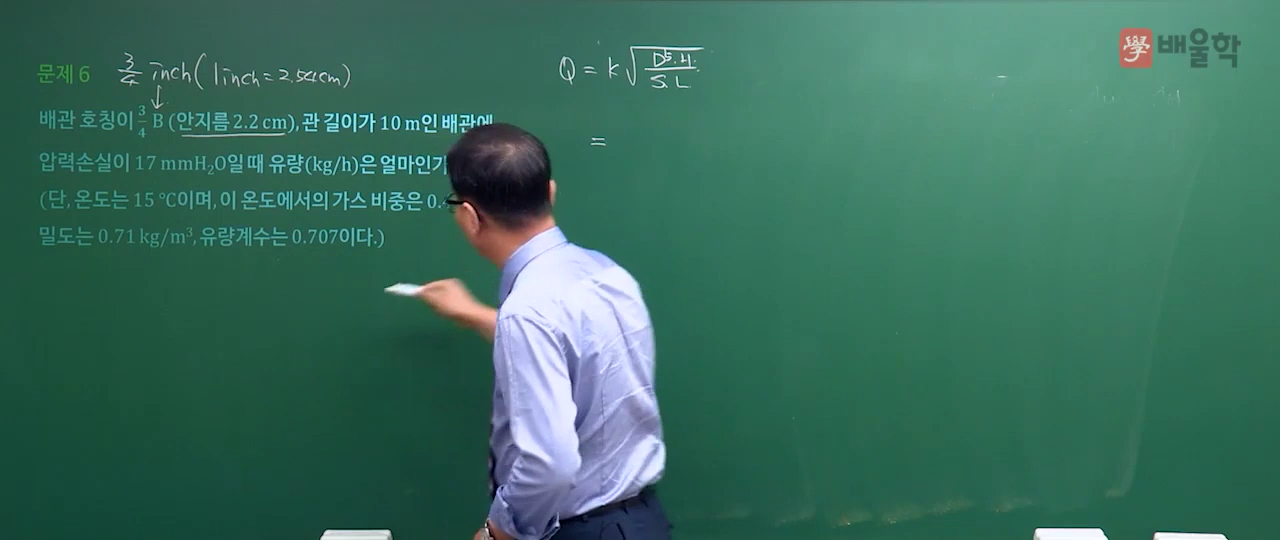 學 배울학
문제 6 3/4 inch (1inch = 2.54cm)
Q = K√(D⁵·H / S·L)
배관 호칭이 3/4 B (안지름 2.2 cm), 관 길이가 10 m인 배관에
=
압력손실이 17 mmH₂O일 때 유량(kg/h)은 얼마인가
(단, 온도는 15 ℃이며, 이 온도에서의 가스 비중은 0.
밀도는 0.71 kg/m³, 유량계수는 0.707이다.)